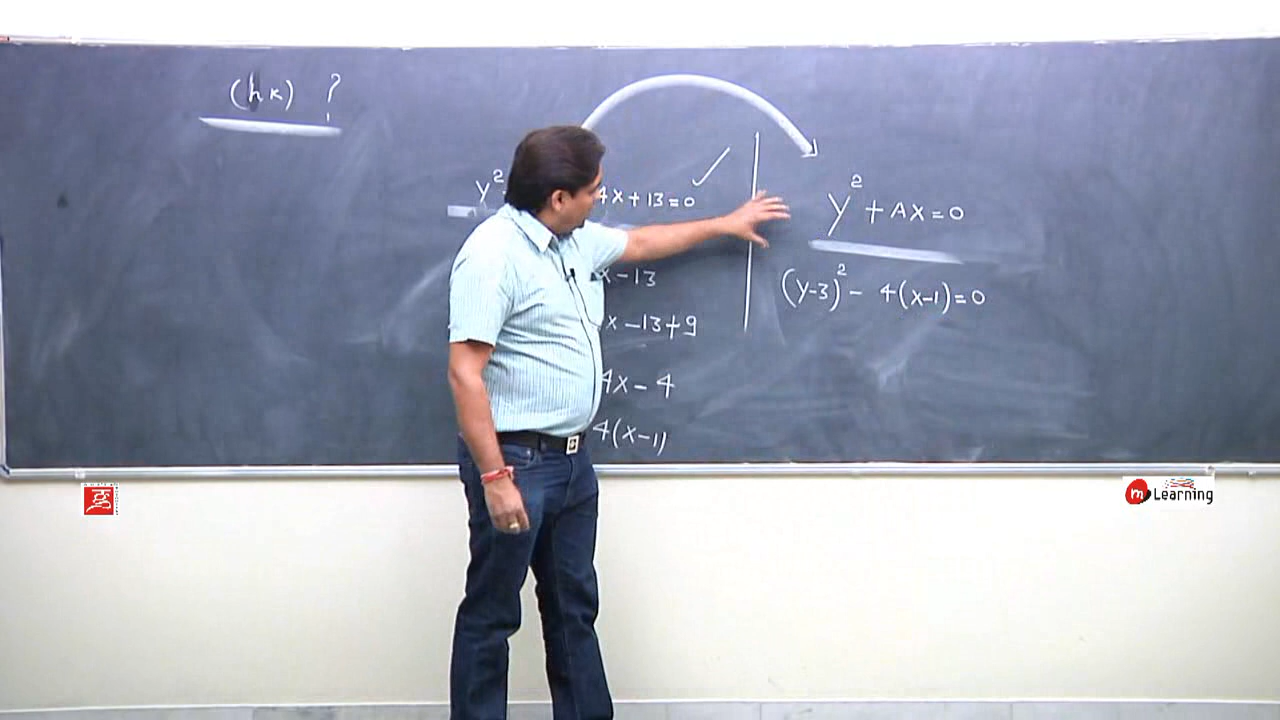 (h k) ?
y² 4x + 13 = 0
x - 13
x - 13 + 9
4x - 4
4(x-1)
y² + Ax = 0
(y-3)² - 4(x-1) = 0
m Learning